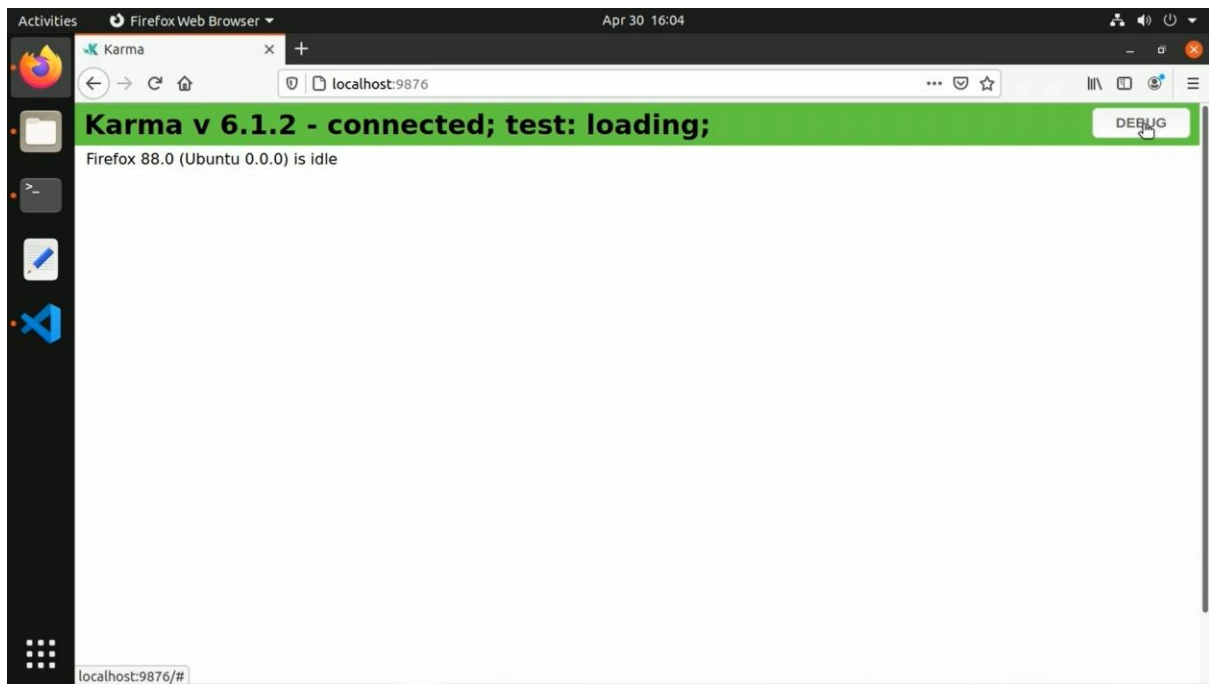 Activities
Firefox Web Browser
Apr 30 16:04
Karma
localhost:9876
Karma v 6.1.2 - connected; test: loading;
DEBUG
Firefox 88.0 (Ubuntu 0.0.0) is idle
localhost:9876/#